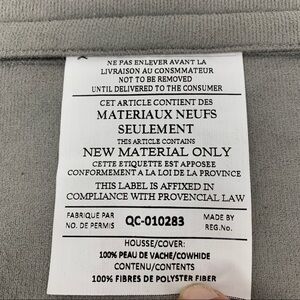 NE PAS ENLEVER AVANT LA
LIVRAISON AU CONSMMATEUR
NOT TO BE REMOVED
UNTIL DELIVERED TO THE CONSUMER
CET ARTICLE CONTIENT DES
MATERIAUX NEUFS
SEULEMENT
THIS ARTICLE CONTAINS
NEW MATERIAL ONLY
CETTE ETIQUETTE EST APPOSEE
CONFORMEMENT A LA LOI DE LA PROVINCE
THIS LABEL IS AFFIXED IN
COMPLIANCE WITH PROVENCIAL LAW
FABRIQUE PAR QC-010283 MADE BY
NO. DE PERMIS REG.No.
HOUSSE/COVER:
100% PEAU DE VACHE/COWHIDE
CONTENU/CONTENTS
100% FIBRES DE POLYSTER FIBER